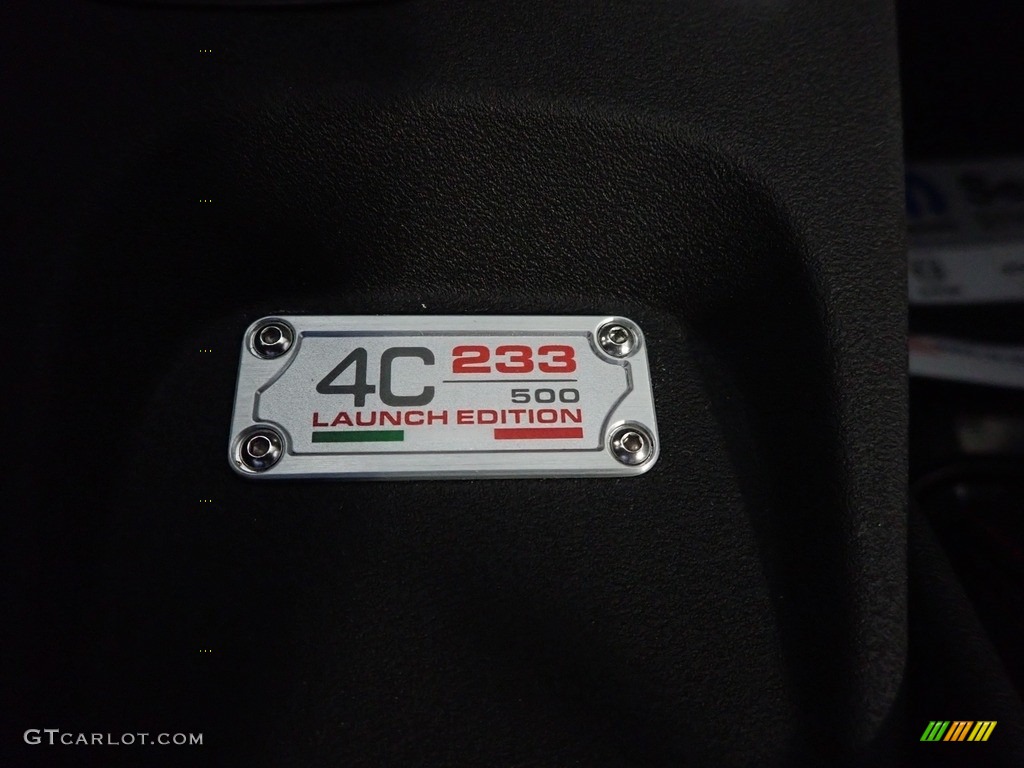 4C 233
500
LAUNCH EDITION
GTCARLOT.COM